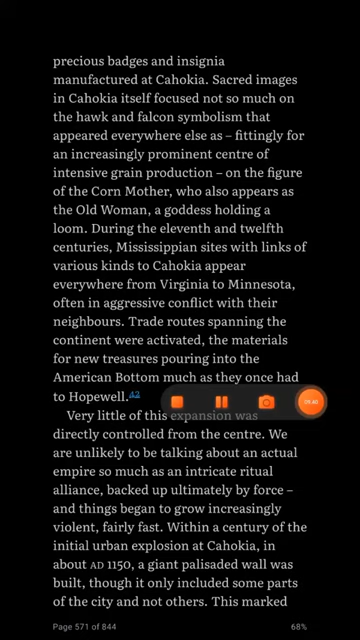 precious badges and insignia
manufactured at Cahokia. Sacred images
in Cahokia itself focused not so much on
the hawk and falcon symbolism that
appeared everywhere else as – fittingly for
an increasingly prominent centre of
intensive grain production – on the figure
of the Corn Mother, who also appears as
the Old Woman, a goddess holding a
loom. During the eleventh and twelfth
centuries, Mississippian sites with links of
various kinds to Cahokia appear
everywhere from Virginia to Minnesota,
often in aggressive conflict with their
neighbours. Trade routes spanning the
continent were activated, the materials
for new treasures pouring into the
American Bottom much as they once had
to Hopewell.42
Very little of this expansion was
directly controlled from the centre. We
are unlikely to be talking about an actual
empire so much as an intricate ritual
alliance, backed up ultimately by force –
and things began to grow increasingly
violent, fairly fast. Within a century of the
initial urban explosion at Cahokia, in
about AD 1150, a giant palisaded wall was
built, though it only included some parts
of the city and not others. This marked
Page 571 of 844 68%